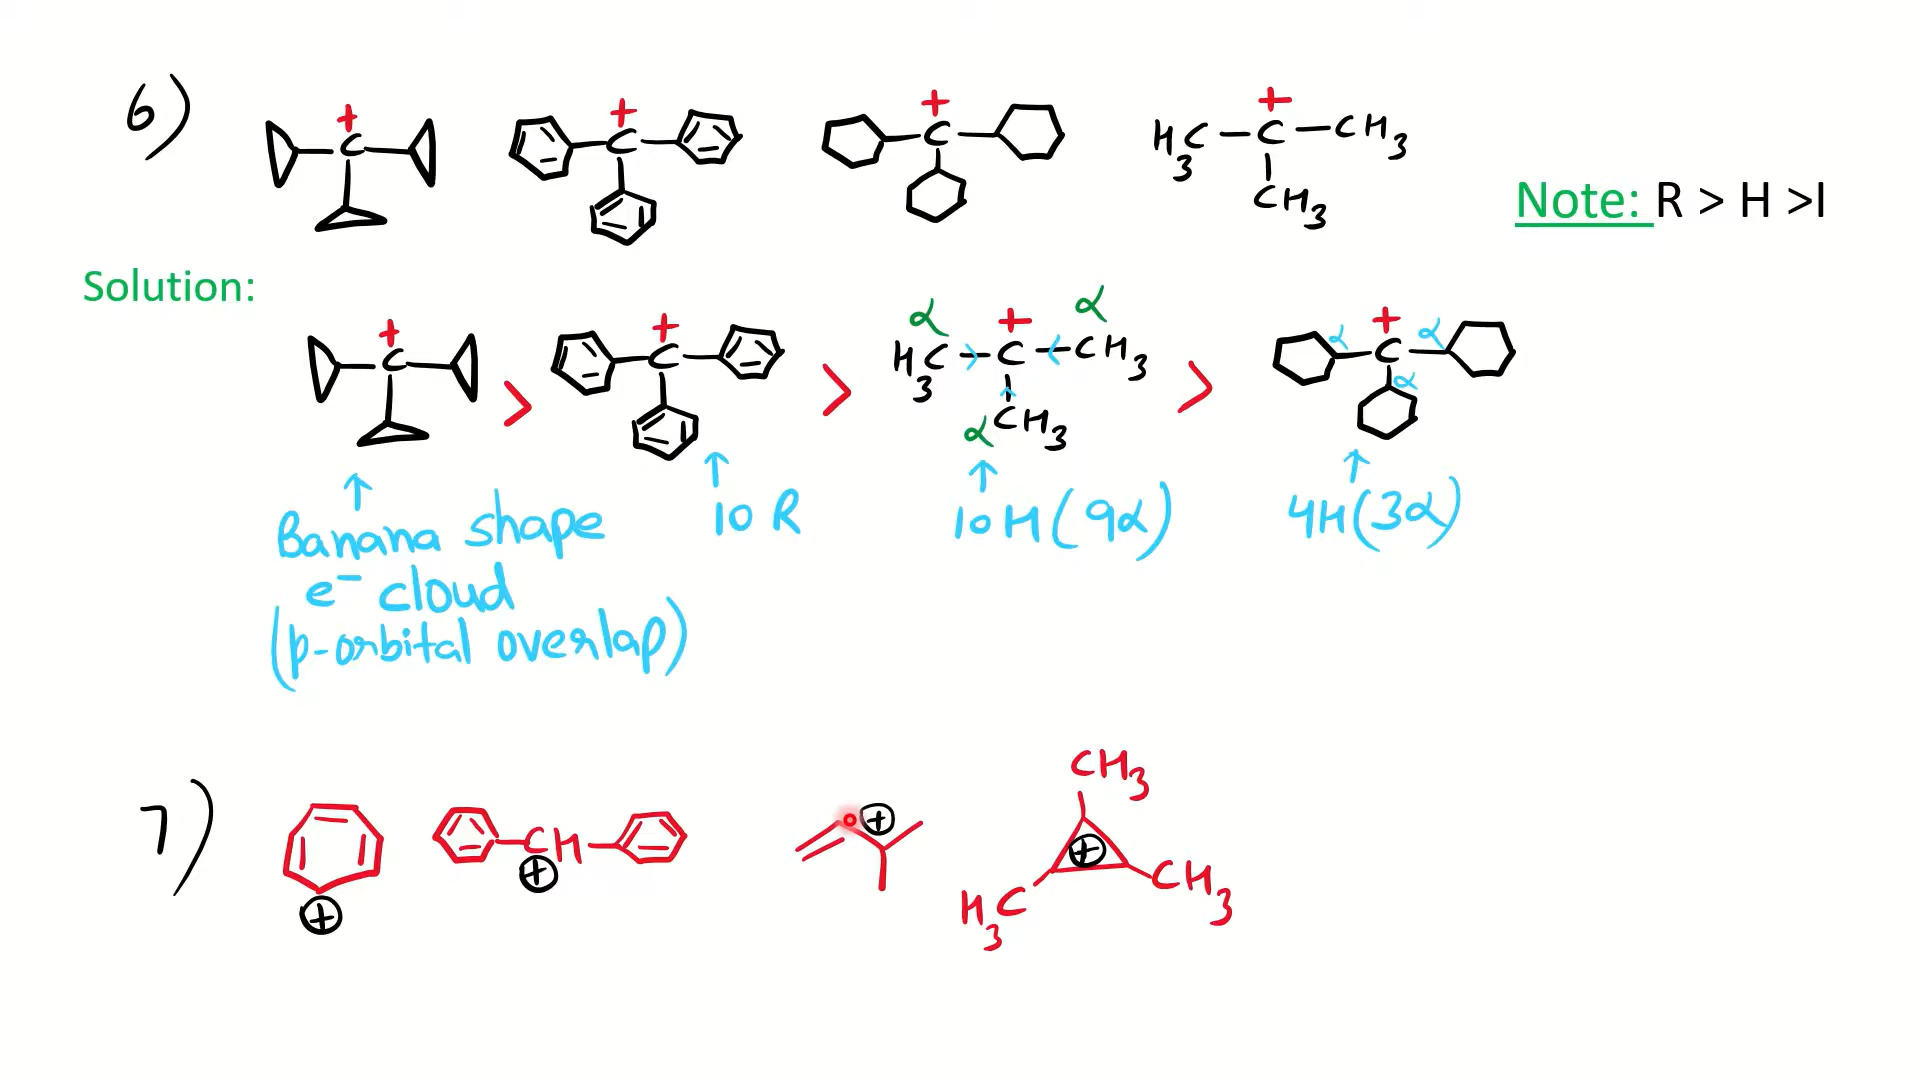 6)
+ C
+ C
+ C
H3C – C+ – CH3
CH3
Note: R > H >I
Solution:
+ C > + C > H3C – C+ – CH3 > + C
α α α α α
CH3
α α
↑ ↑ ↑ ↑
Banana shape
e⁻ cloud
(p-orbital overlap)
10 R
10H(9α)
4H(3α)
7)
+
CH
+
+
CH3
+
H3C
CH3